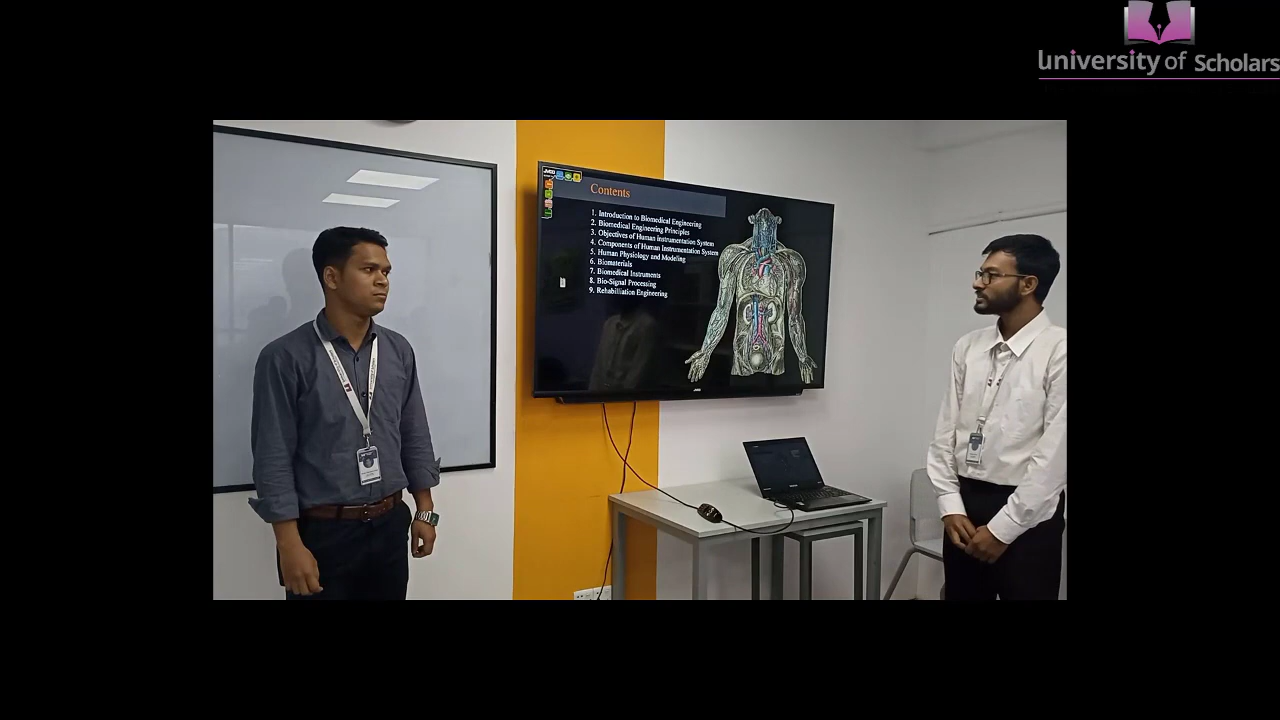 university of Scholars
Contents
1. Introduction to Biomedical Engineering
2. Biomedical Engineering Principles
3. Objectives of Human Instrumentation System
4. Components of Human Instrumentation System
5. Human Physiology and Modeling
6. Biomaterials
7. Biomedical Instruments
8. Bio-Signal Processing
9. Rehabiliation Engineering